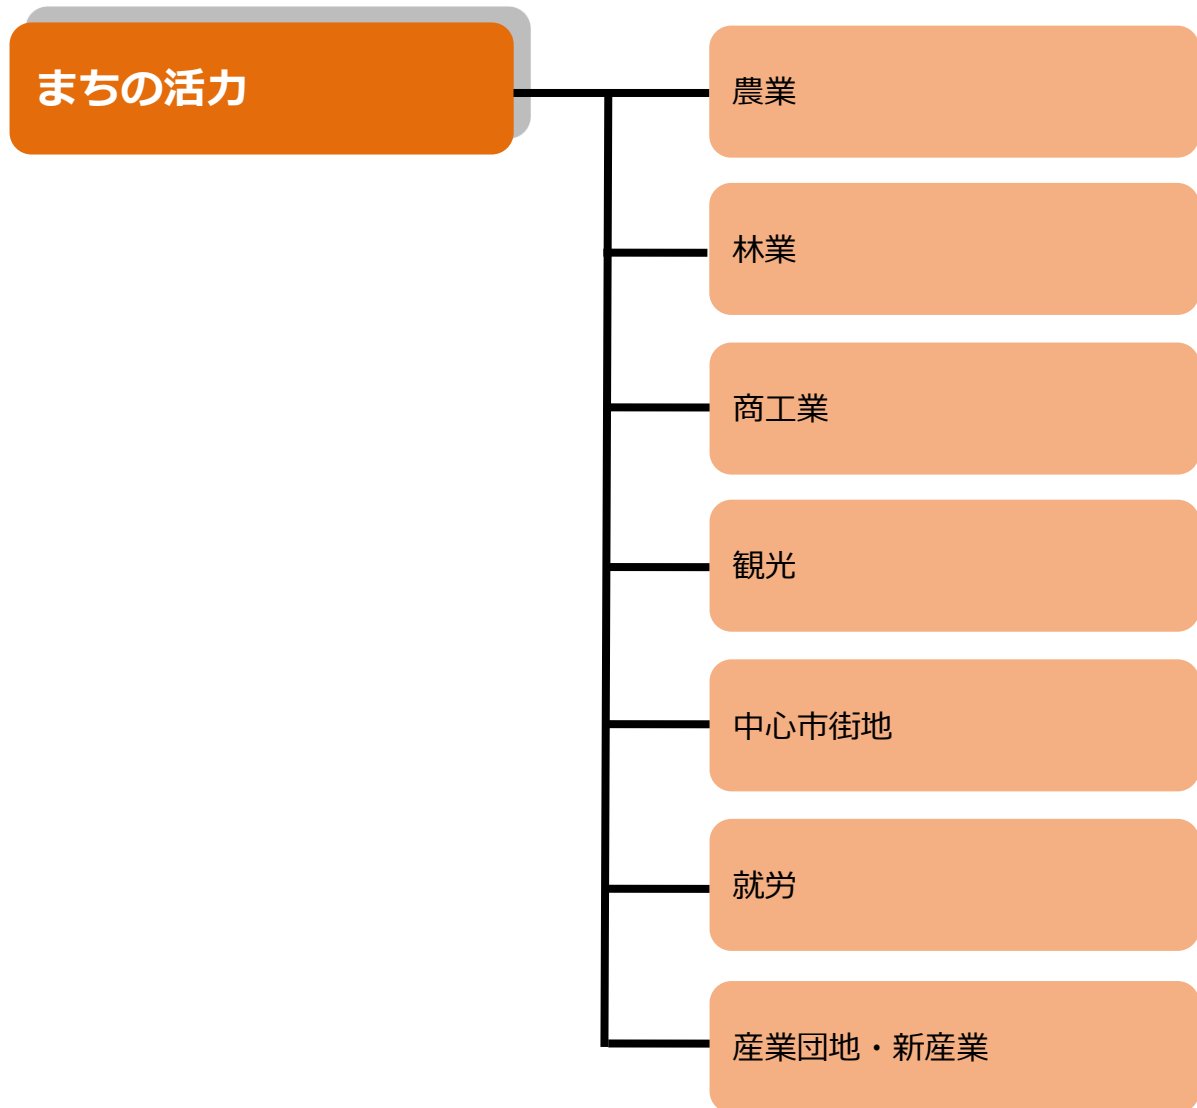 まちの活力
農業
林業
商工業
観光
中心市街地
就労
産業団地・新産業